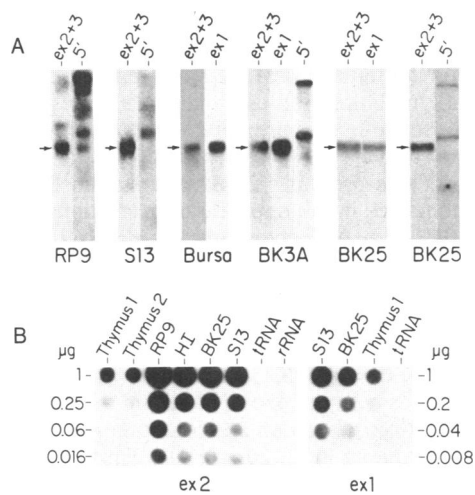 A
ex2+3 5' ex2+3 5' ex2+3 ex1 ex2+3 ex1 5' ex2+3 ex1 ex2+3 5'
RP9 S13 Bursa BK3A BK25 BK25
B
Thymus 1 Thymus 2 RP9 HI BK25 S13 tRNA rRNA S13 BK25 Thymus 1 tRNA
µg µg
1 1
0.25 0.2
0.06 0.04
0.016 0.008
ex2 ex1